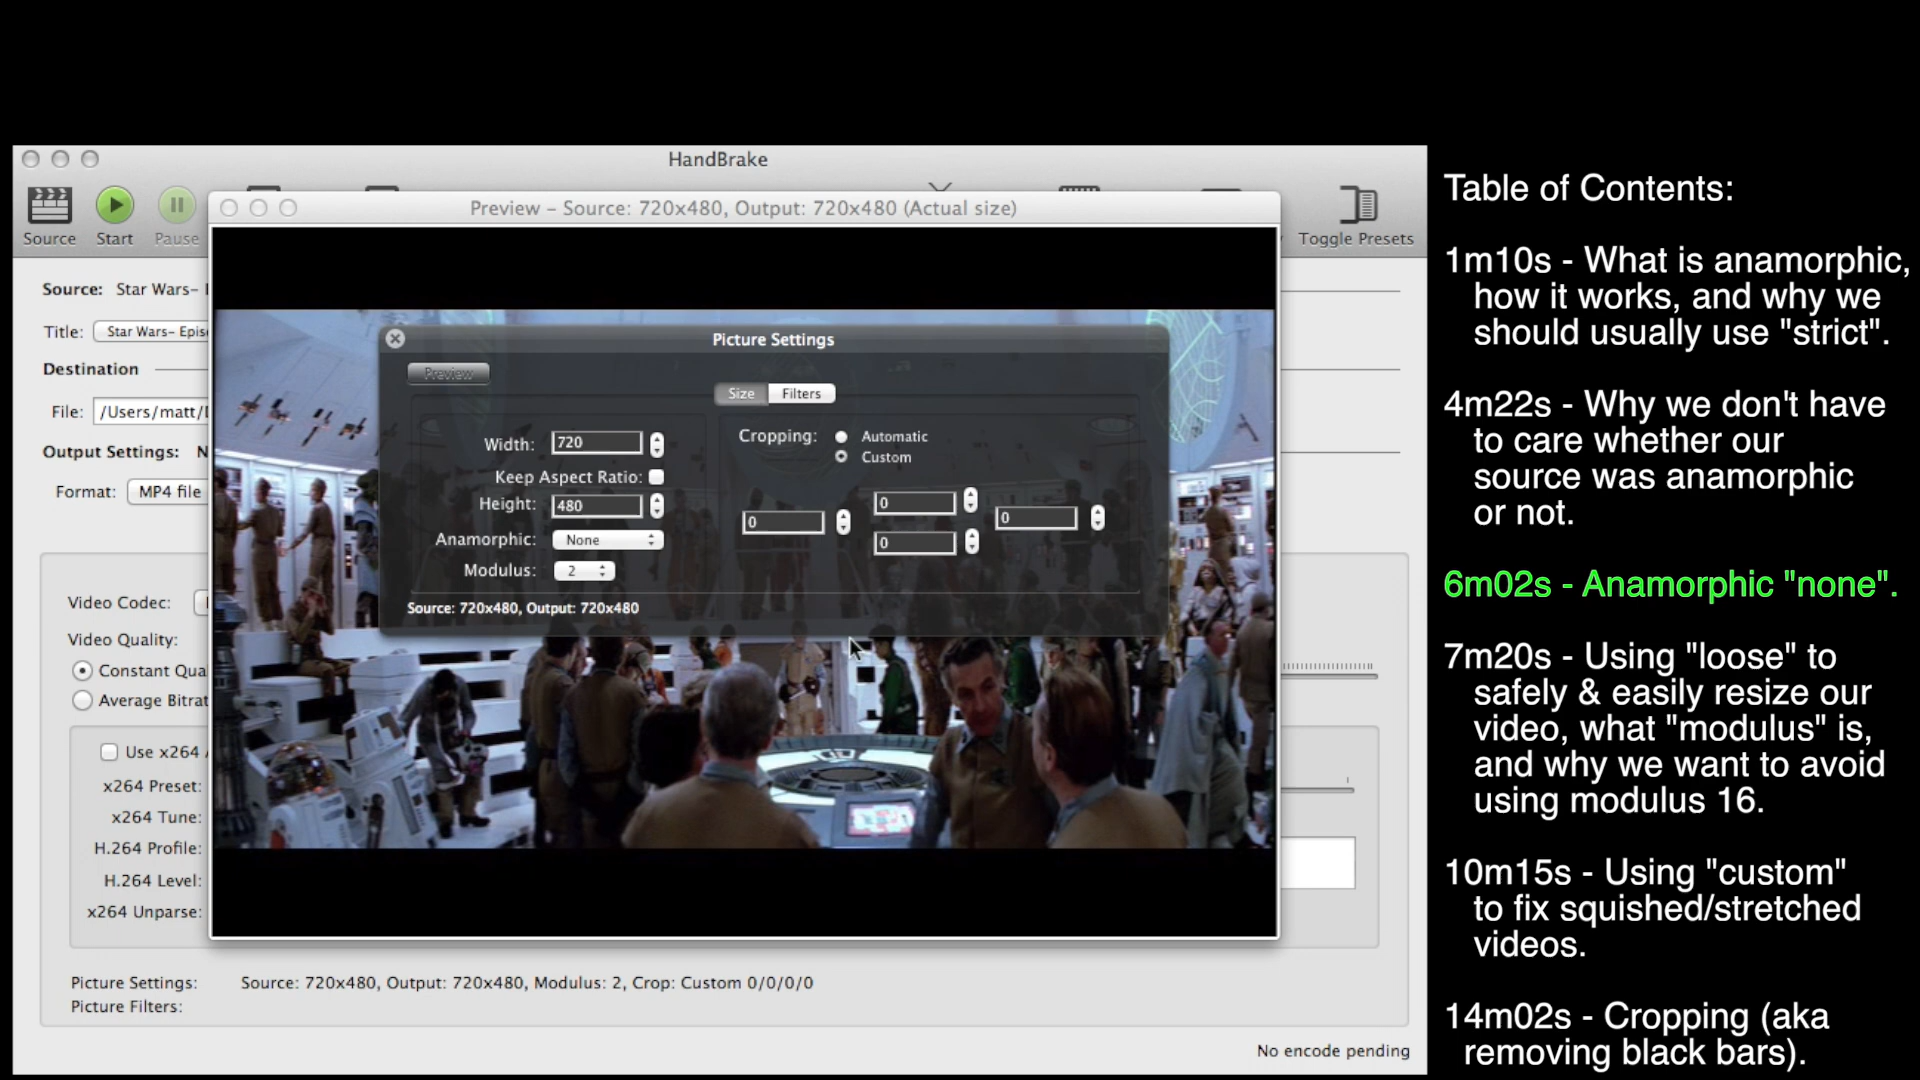 HandBrake
Source
Start
Pause
Toggle Presets
Preview – Source: 720x480, Output: 720x480 (Actual size)
Source: Star Wars–
Title: Star Wars– Epis
Destination
File: /Users/matt/
Output Settings: N
Format: MP4 file
Video Codec:
Video Quality:
Constant Qua
Average Bitrat
Use x264
x264 Preset:
x264 Tune:
H.264 Profile:
H.264 Level:
x264 Unparse:
Picture Settings
Preview
Size
Filters
Width: 720
Keep Aspect Ratio:
Height: 480
Anamorphic: None
Modulus: 2
Source: 720x480, Output: 720x480
Cropping:
Automatic
Custom
0
0
0
0
Picture Settings: Source: 720x480, Output: 720x480, Modulus: 2, Crop: Custom 0/0/0/0
Picture Filters:
No encode pending
Table of Contents:
1m10s - What is anamorphic,
how it works, and why we
should usually use "strict".
4m22s - Why we don't have
to care whether our
source was anamorphic
or not.
6m02s - Anamorphic "none".
7m20s - Using "loose" to
safely & easily resize our
video, what "modulus" is,
and why we want to avoid
using modulus 16.
10m15s - Using "custom"
to fix squished/stretched
videos.
14m02s - Cropping (aka
removing black bars).